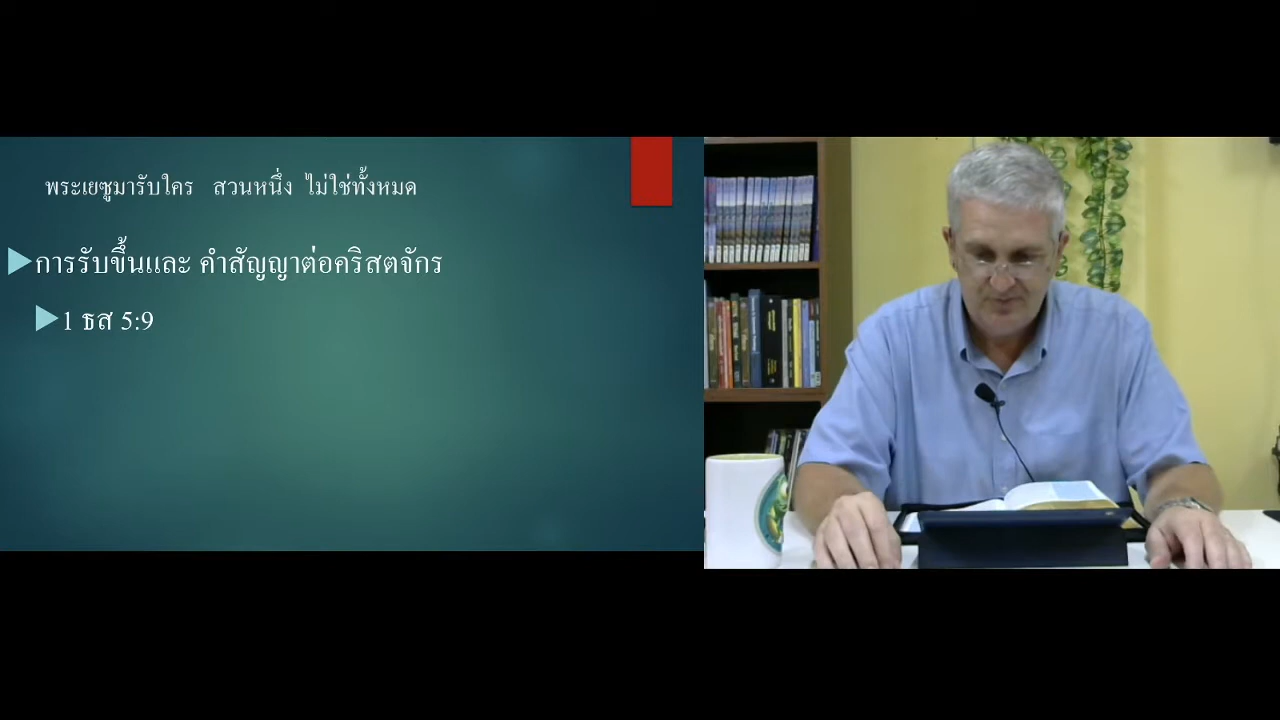 พระเยซูมารับใคร สวนหนึ่ง ไม่ใช่ทั้งหมด
การรับขึ้นและ คำสัญญาต่อคริสตจักร
1 ธส 5:9